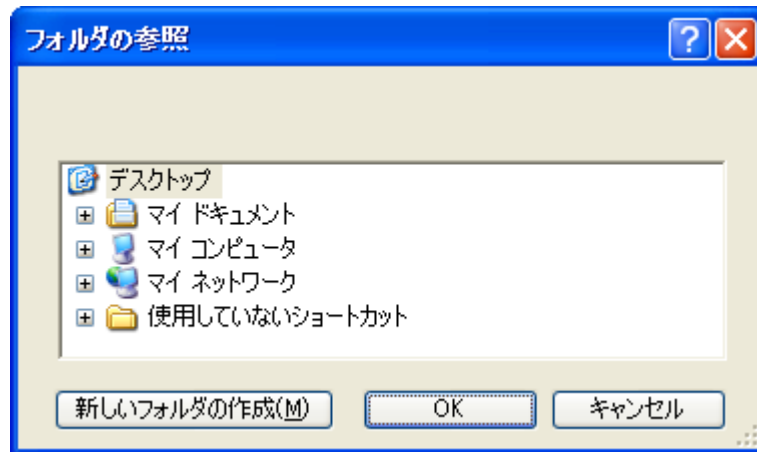 フォルダの参照
デスクトップ
マイ ドキュメント
マイ コンピュータ
マイ ネットワーク
使用していないショートカット
新しいフォルダの作成(M) OK キャンセル